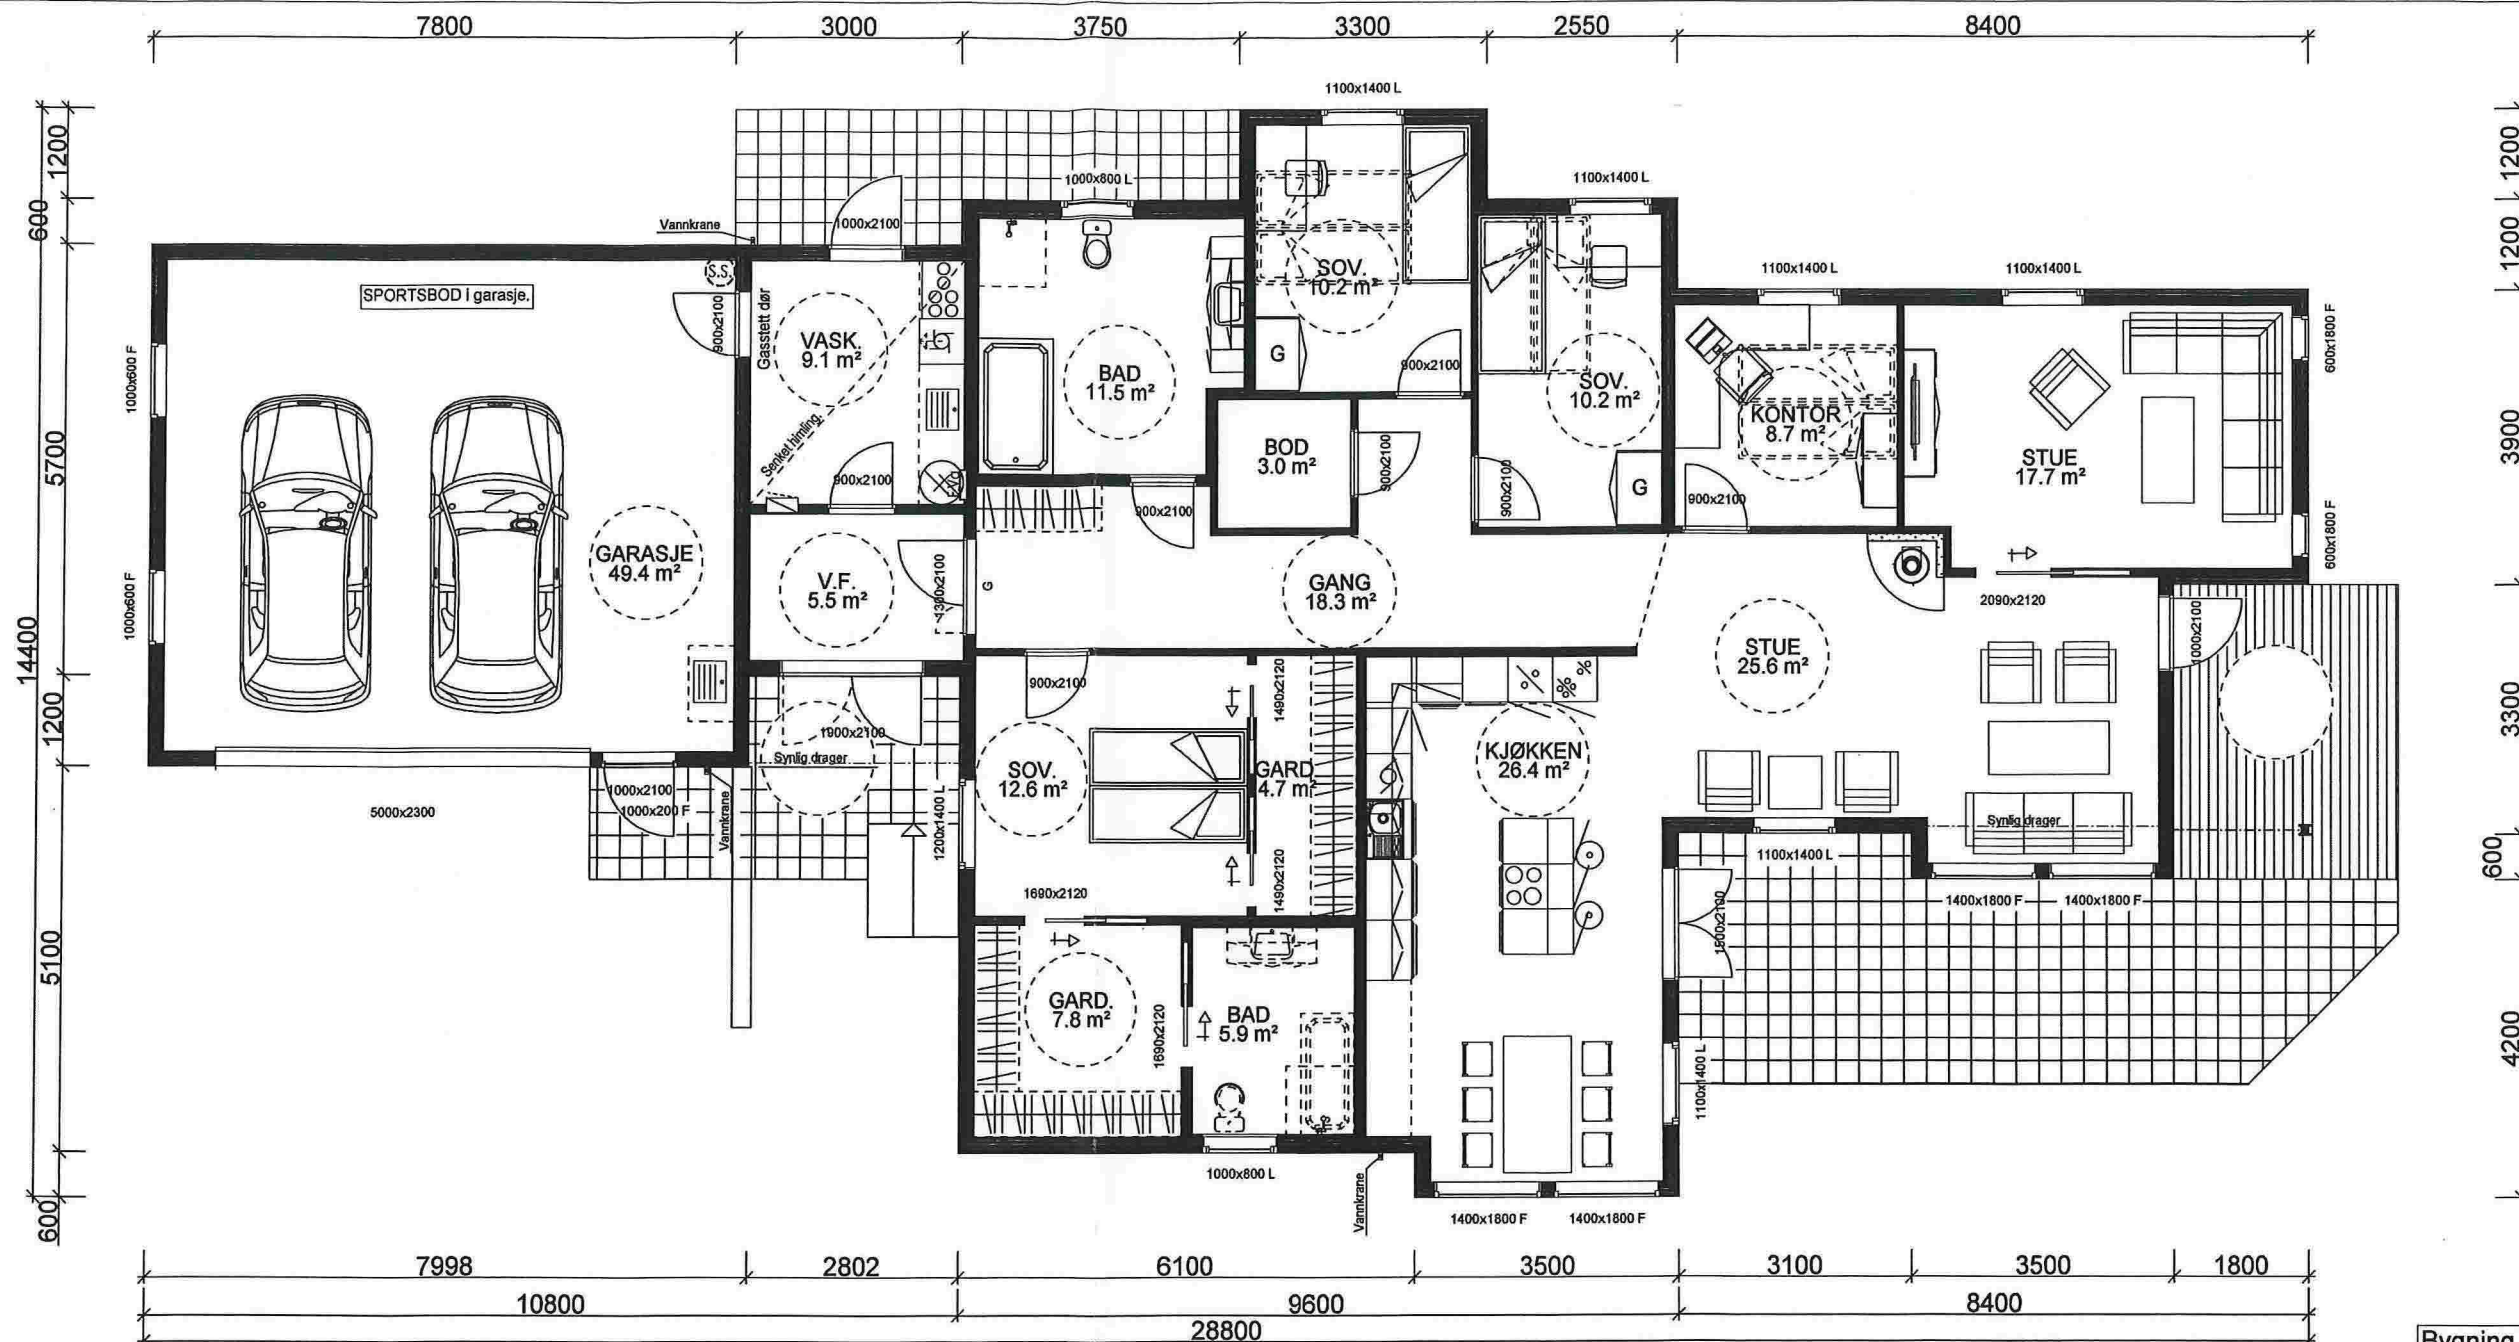 7800 3000 3750 3300 2550 8400
1100x1400 L
1200
1200
1000x800 L
1100x1400 L
600
Vannkrane
1000x2100
1200
S.S.
SOV.
10.2 m²
1100x1400 L
1100x1400 L
SPORTSBOD i garasje.
900x2100
Gasstett dør
VASK.
9.1 m²
600x1800 F
1000x600 F
BAD
11.5 m²
G
900x2100
SOV.
10.2 m²
KONTOR
8.7 m²
Senket himling.
5700
3900
BOD
3.0 m²
900x2100
STUE
17.7 m²
900x2100
900x2100
900x2100
G
900x2100
600x1800 F
GARASJE
49.4 m²
V.F.
5.5 m²
1300x2100
G
GANG
18.3 m²
1000x600 F
2090x2120
1000x2100
STUE
25.6 m²
14400
900x2100
1490x2120
1200
3300
1900x2100
Synlig drager
SOV.
12.6 m²
GARD.
4.7 m²
KJØKKEN
26.4 m²
1000x2100
1000x200 F
5000x2300
Vannkrane
1200x1400 L
Synlig drager
1100x1400 L
600
1490x2120
1690x2120
1400x1800 F
1400x1800 F
1500x2100
5100
GARD.
7.8 m²
1690x2120
BAD
5.9 m²
4200
1100x1400 L
1000x800 L
Vannkrane
600
1400x1800 F
1400x1800 F
7998 2802 6100 3500 3100 3500 1800
10800 9600 8400
28800
Bygning